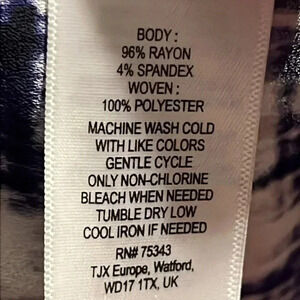 BODY :
96% RAYON
4% SPANDEX
WOVEN :
100% POLYESTER
MACHINE WASH COLD
WITH LIKE COLORS
GENTLE CYCLE
ONLY NON-CHLORINE
BLEACH WHEN NEEDED
TUMBLE DRY LOW
COOL IRON IF NEEDED
RN# 75343
TJX Europe, Watford,
WD17 1TX, UK